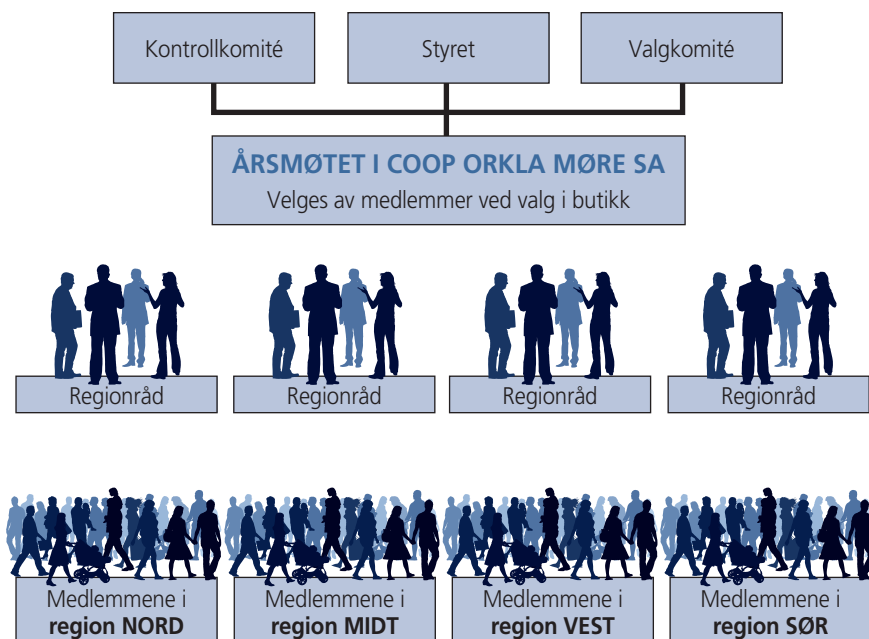 Kontrollkomité
Styret
Valgkomité
ÅRSMØTET I COOP ORKLA MØRE SA
Velges av medlemmer ved valg i butikk
Regionråd
Regionråd
Regionråd
Regionråd
Medlemmene i
region NORD
Medlemmene i
region MIDT
Medlemmene i
region VEST
Medlemmene i
region SØR